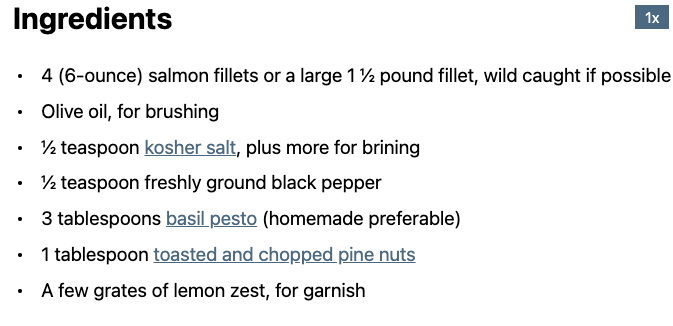 Ingredients
1x
• 4 (6-ounce) salmon fillets or a large 1 ½ pound fillet, wild caught if possible
• Olive oil, for brushing
• ½ teaspoon kosher salt, plus more for brining
• ½ teaspoon freshly ground black pepper
• 3 tablespoons basil pesto (homemade preferable)
• 1 tablespoon toasted and chopped pine nuts
• A few grates of lemon zest, for garnish